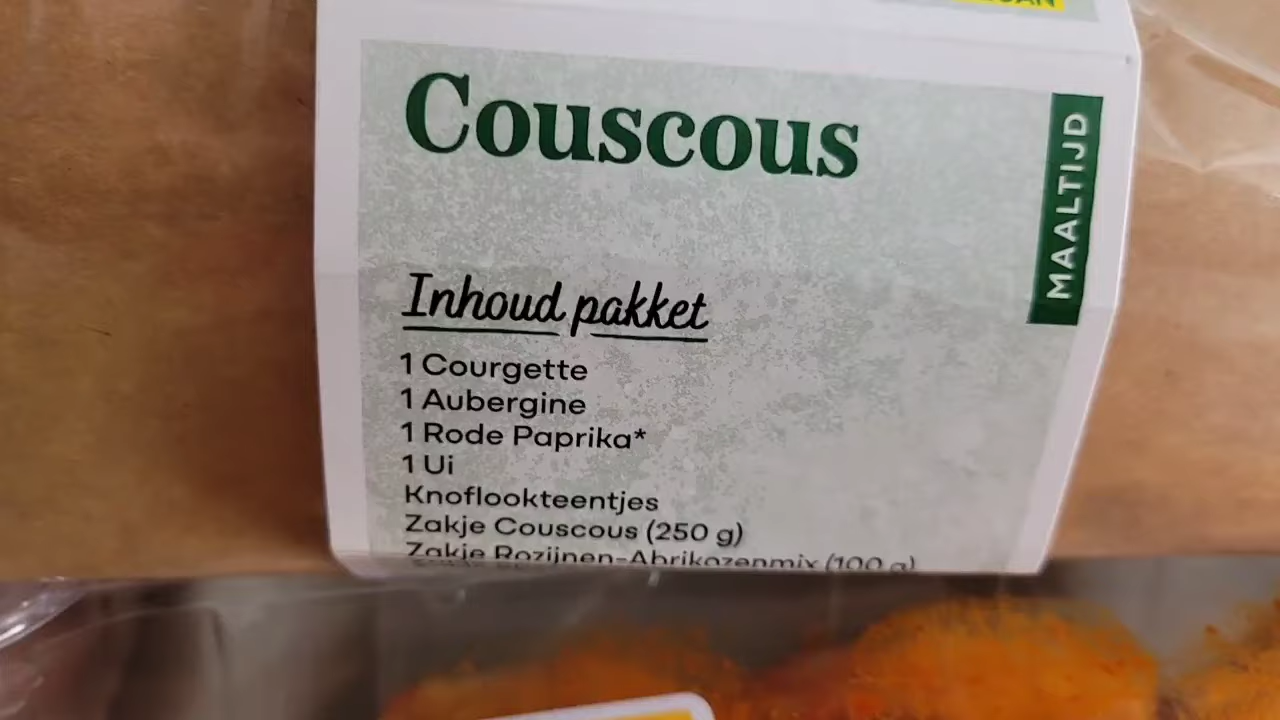 Couscous
MAALTIJD
Inhoud pakket
1 Courgette
1 Aubergine
1 Rode Paprika*
1 Ui
Knoflookteentjes
Zakje Couscous (250 g)
Zakje Rozijnen-Abrikozenmix (100 g)